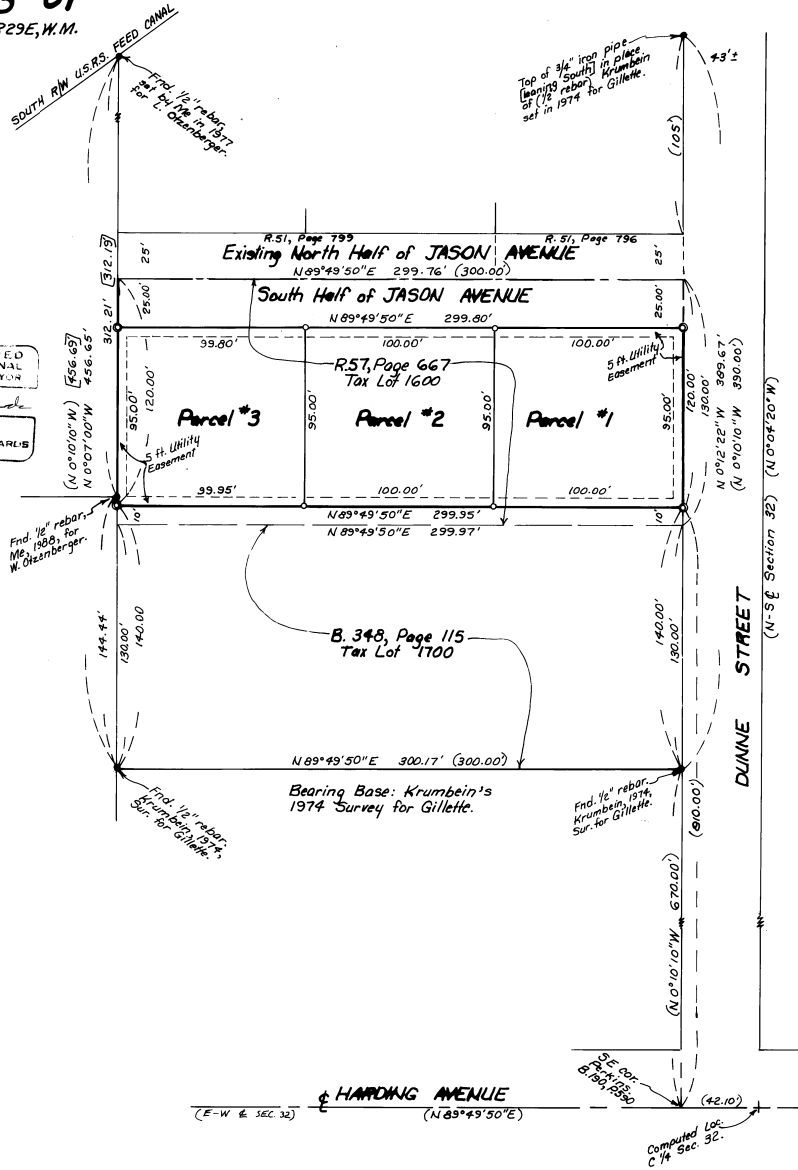 R29E, W.M.
SOUTH R/W U.S.R.S. FEED CANAL
Fnd. 1/2" rebar
set by Me in 1977
for L. Otzenberger.
Top of 3/4" iron pipe
[leaning South] in place
of (1/2 rebar) Krumbein
set in 1974 for Gillette.
43'±
(105')
R.51, Page 799
R. 51, Page 796
Existing North Half of JASON AVENUE
N89°49'50"E 299.76' (300.00)
25'
25'
South Half of JASON AVENUE
25.00'
25.00'
N89°49'50"E 299.80'
[312.19]
312.21'
99.80'
100.00'
100.00'
R.57, Page 667
Tax Lot 1600
5 ft. Utility
Easement
[456.69]
456.65'
(N 0°10'10"W)
N 0°07'00"W
95.00'
120.00'
Parcel #3
95.00'
Parcel #2
95.00'
Parcel #1
95.00'
120.00'
130.00'
N 0°12'22"W 389.67'
(N 0°10'10"W 390.00')
(N 0°04'20"W)
5 ft. Utility
Easement
99.95'
100.00'
100.00'
N89°49'50"E 299.95'
N89°49'50"E 299.97'
10'
10'
Fnd. 1/2" rebar,
Me, 1988, for
W. Otzenberger.
144.44'
130.00'
140.00
B. 348, Page 115
Tax Lot 1700
140.00'
130.00'
DUNNE STREET
(N-S ℄ Section 32)
N89°49'50"E 300.17' (300.00')
Bearing Base: Krumbein's
1974 Survey for Gillette.
Fnd. 1/2" rebar.
Krumbein, 1974,
Sur. for Gillette.
Fnd. 1/2" rebar.
Krumbein, 1974,
Sur. for Gillette.
(810.00')
(N 0°10'10"W 670.00')
SE cor.
Perkins
B.190, P.590
℄ HARDING AVENUE
(E-W ℄ SEC. 32)
(N89°49'50"E)
(42.10')
Computed Loc.
C 1/4 Sec. 32.